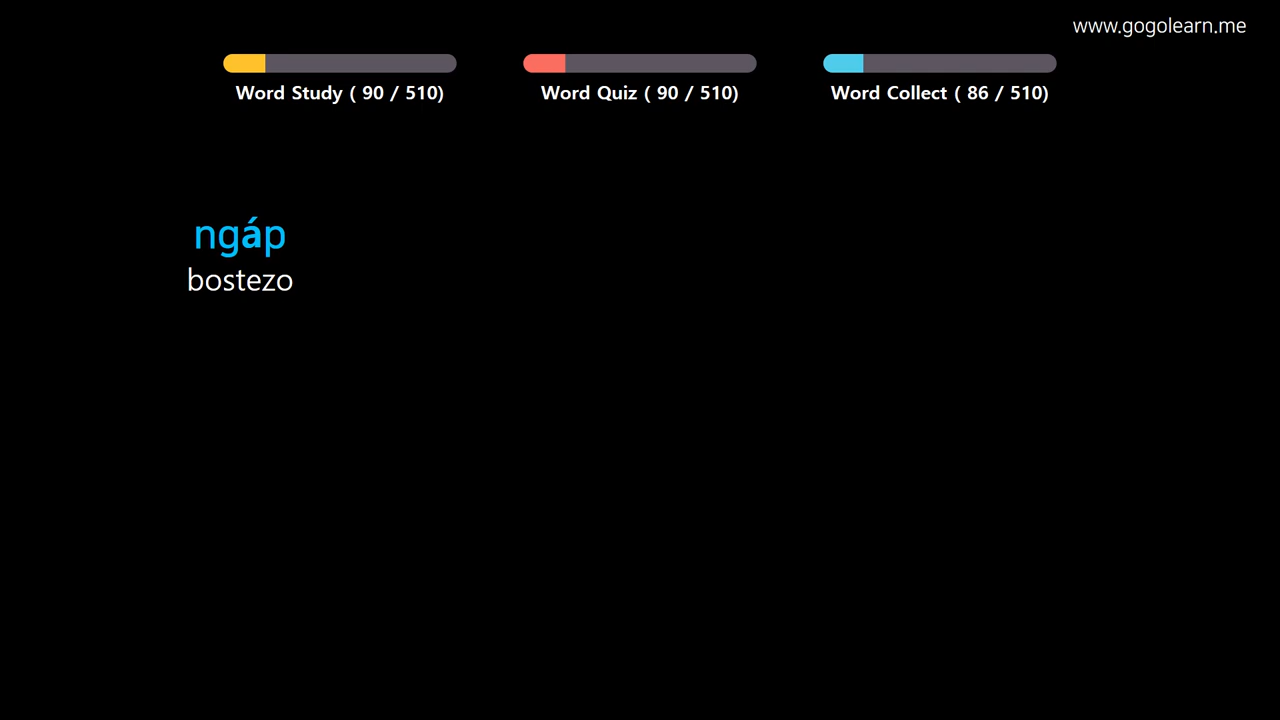 www.gogolearn.me
Word Study ( 90 / 510)
Word Quiz ( 90 / 510)
Word Collect ( 86 / 510)
ngáp
bostezo